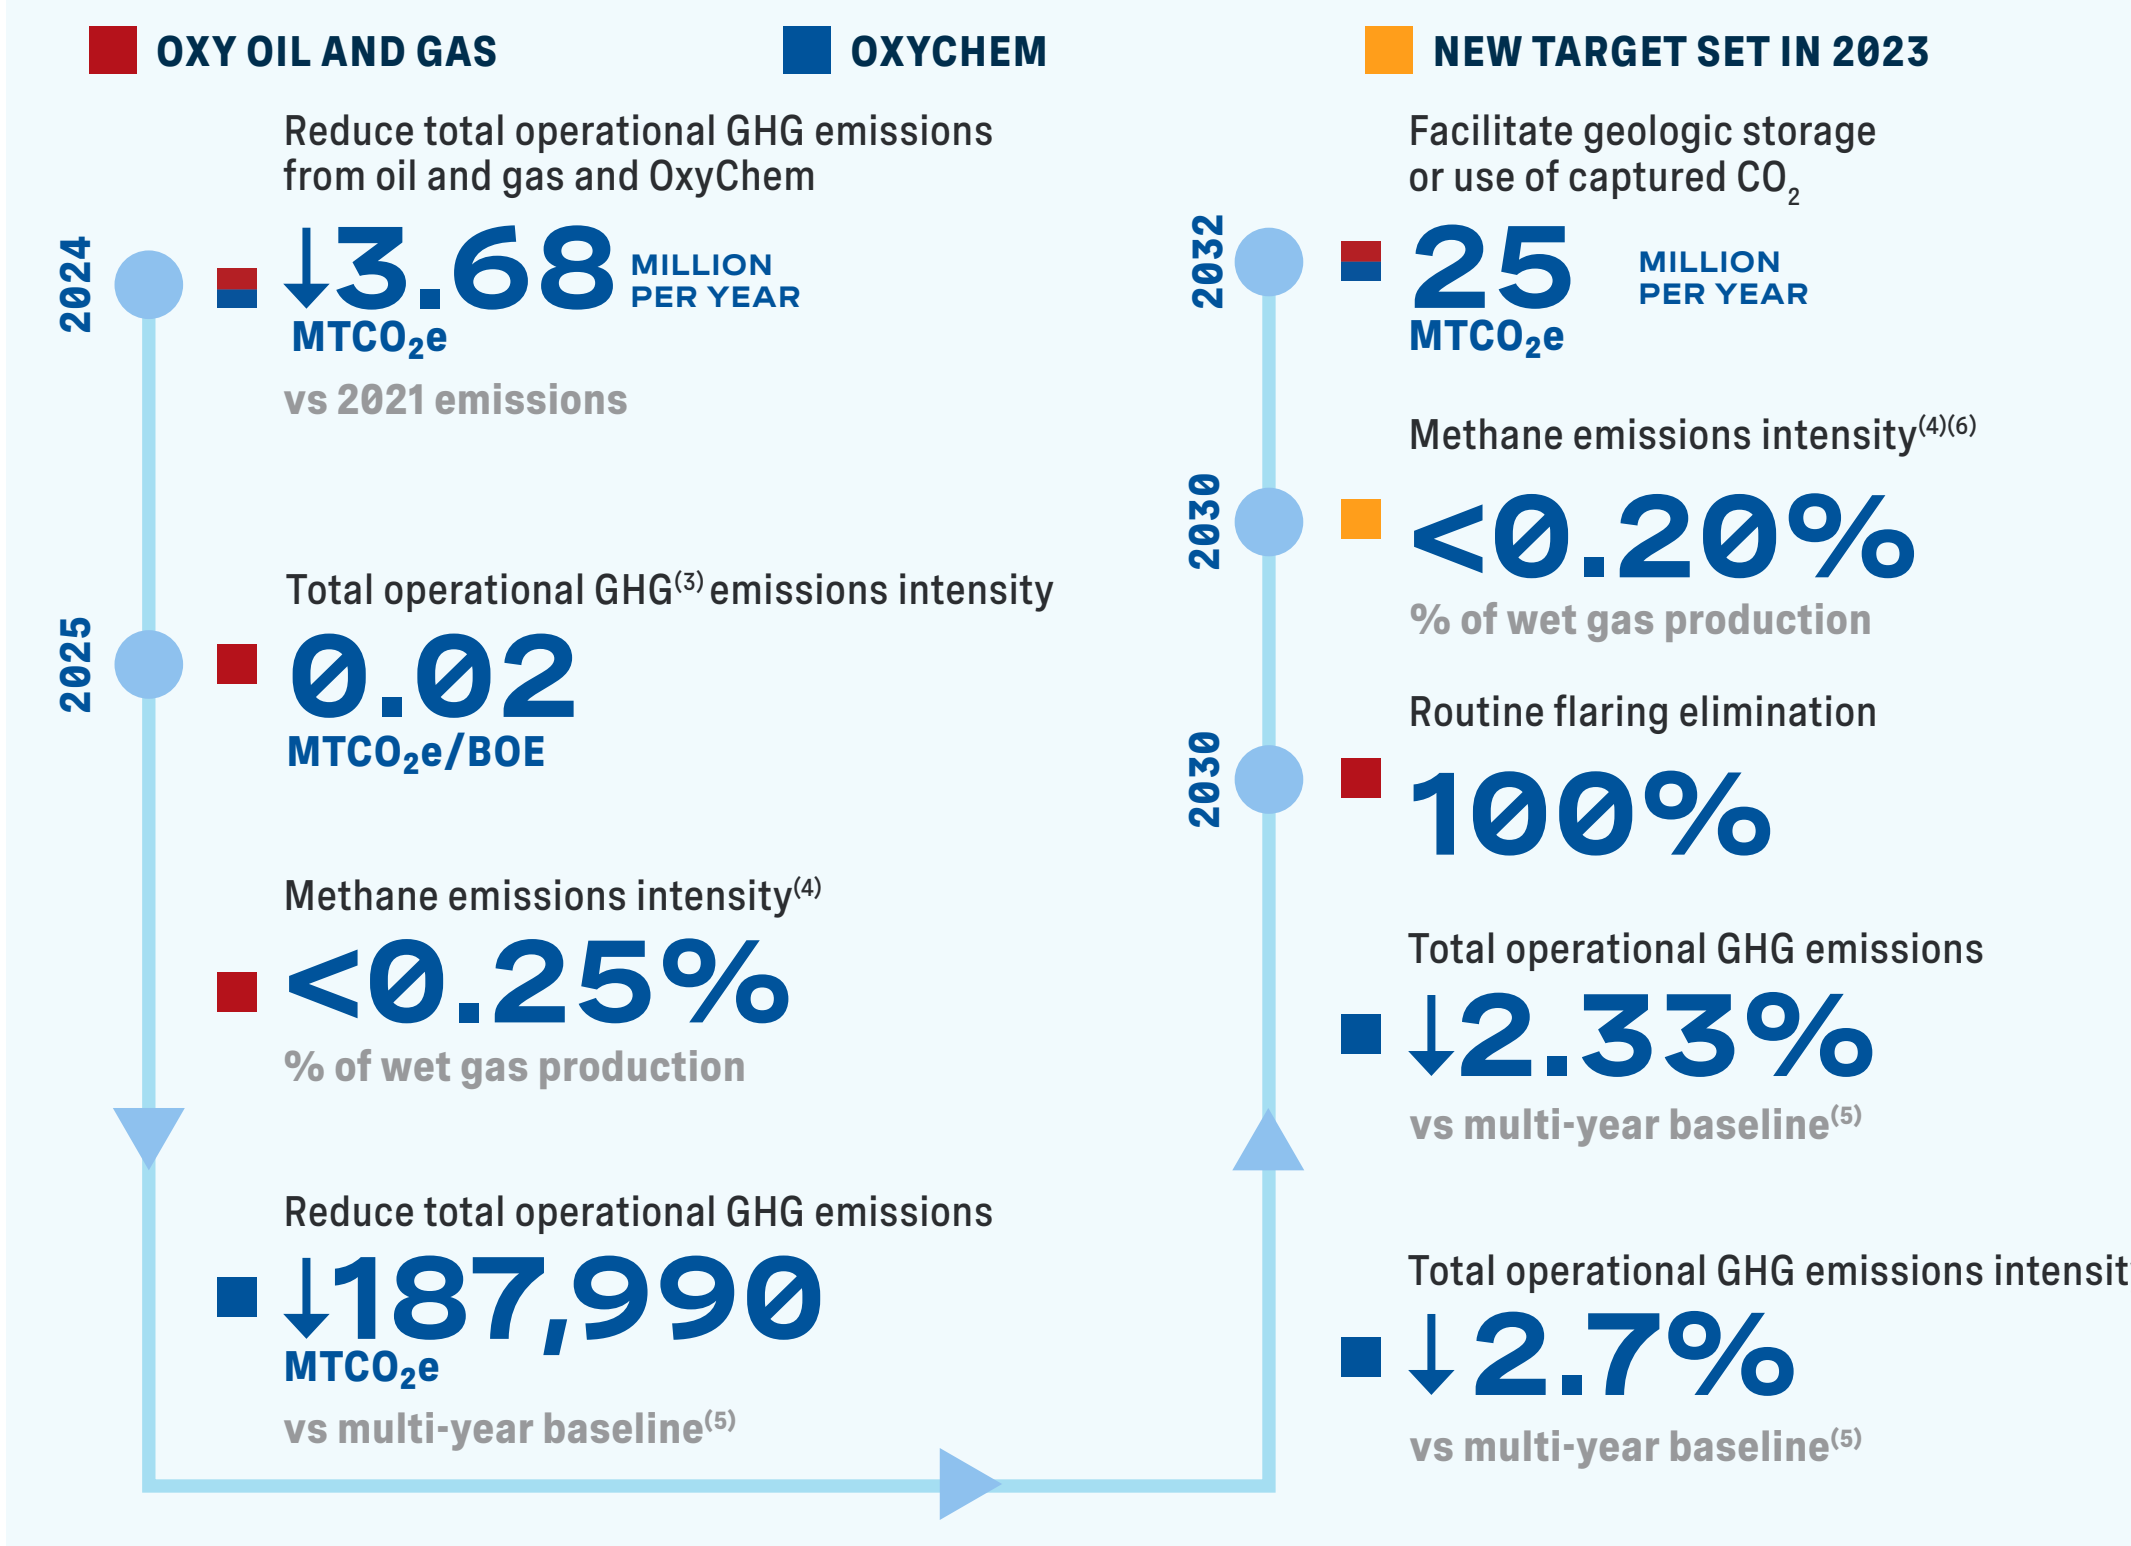 OXY OIL AND GAS
OXYCHEM
NEW TARGET SET IN 2023
2024
Reduce total operational GHG emissions
from oil and gas and OxyChem
↓3.68 MILLION PER YEAR
MTCO₂e
vs 2021 emissions
2025
Total operational GHG⁽³⁾ emissions intensity
0.02
MTCO₂e/BOE
Methane emissions intensity⁽⁴⁾
<0.25%
% of wet gas production
Reduce total operational GHG emissions
↓187,990
MTCO₂e
vs multi-year baseline⁽⁵⁾
2032
Facilitate geologic storage
or use of captured CO₂
25 MILLION PER YEAR
MTCO₂e
2030
Methane emissions intensity⁽⁴⁾⁽⁶⁾
<0.20%
% of wet gas production
2030
Routine flaring elimination
100%
Total operational GHG emissions
↓2.33%
vs multi-year baseline⁽⁵⁾
Total operational GHG emissions intensit
↓2.7%
vs multi-year baseline⁽⁵⁾